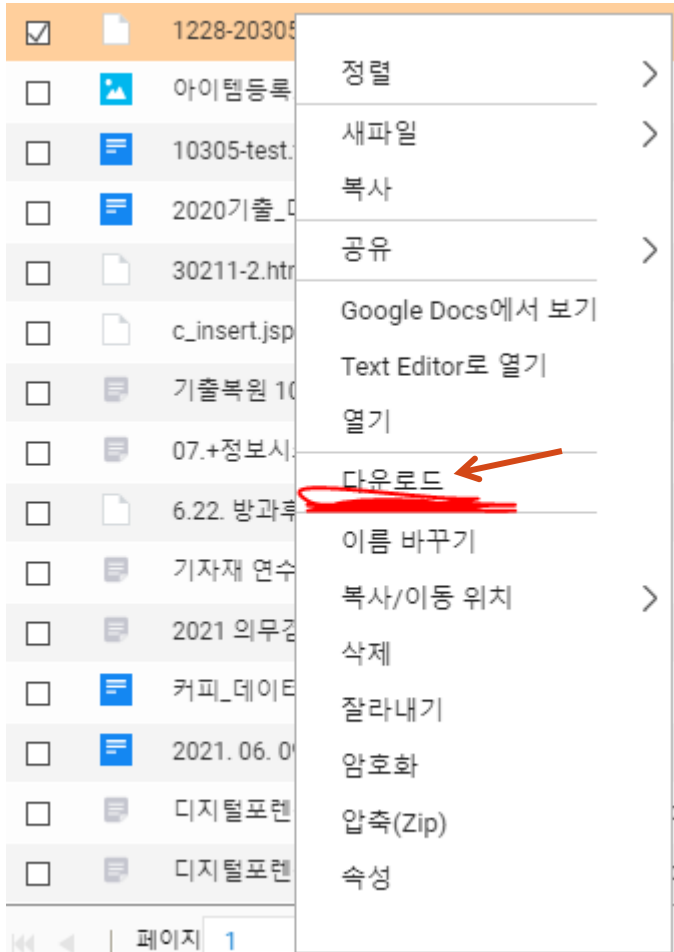 1228-20305
아이템등록
10305-test.
2020기출_
30211-2.htm
c_insert.jsp
기출복원 10
07.+정보시
6.22. 방과후
기자재 연수
2021 의무
커피_데이터
2021. 06. 0
디지털포렌
디지털포렌
페이지 1
정렬
새파일
복사
공유
Google Docs에서 보기
Text Editor로 열기
열기
다운로드
이름 바꾸기
복사/이동 위치
삭제
잘라내기
암호화
압축(Zip)
속성